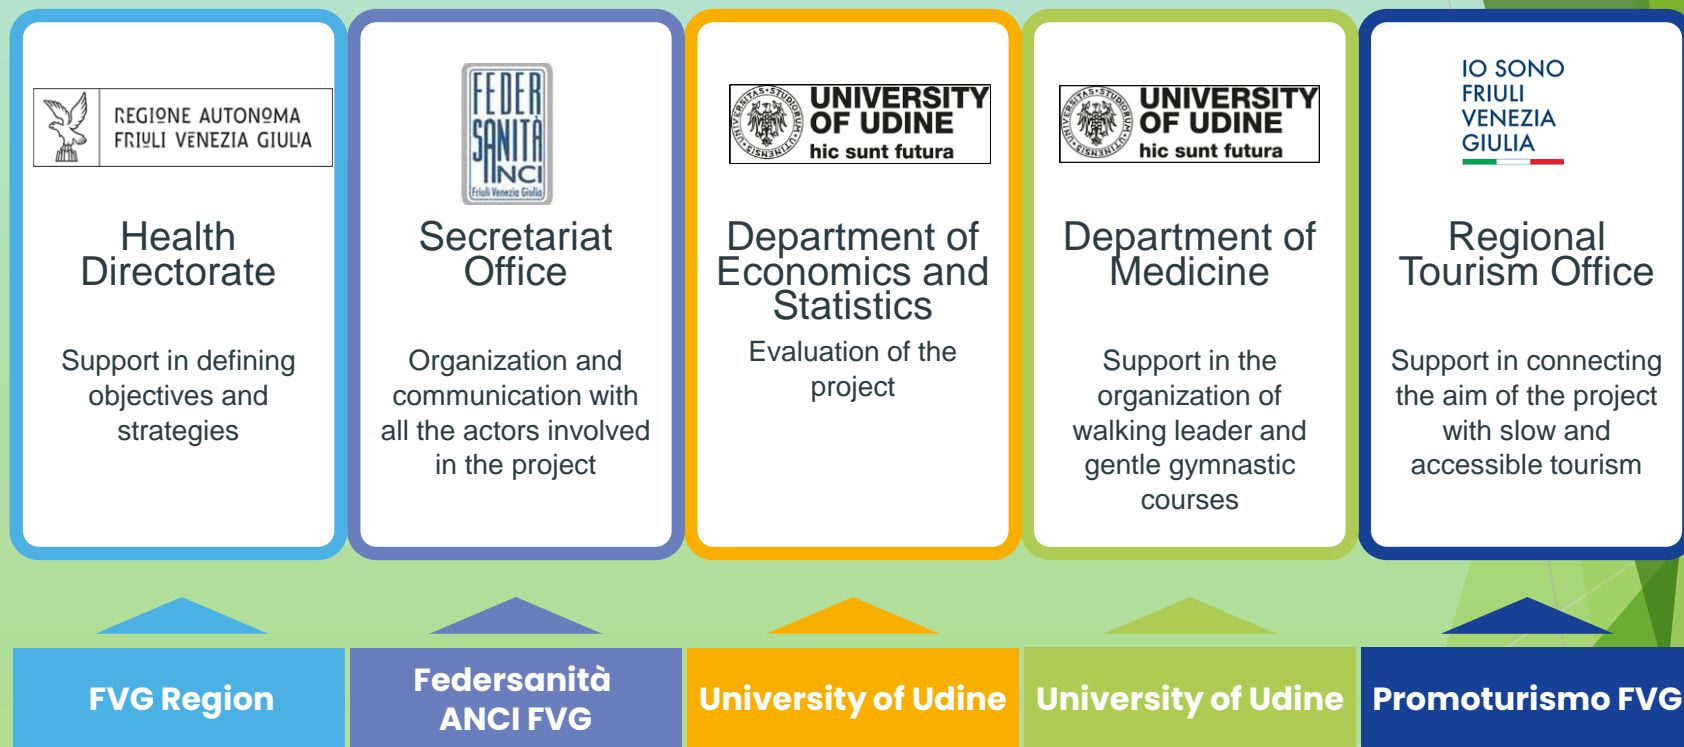 REGIONE AUTONOMA
FRIULI VENEZIA GIULIA
Health
Directorate
Support in defining
objectives and
strategies
FEDER
SANITÀ
ANCI
Friuli Venezia Giulia
Secretariat
Office
Organization and
communication with
all the actors involved
in the project
UNIVERSITY
OF UDINE
hic sunt futura
Department of
Economics and
Statistics
Evaluation of the
project
UNIVERSITY
OF UDINE
hic sunt futura
Department of
Medicine
Support in the
organization of
walking leader and
gentle gymnastic
courses
IO SONO
FRIULI
VENEZIA
GIULIA
Regional
Tourism Office
Support in connecting
the aim of the project
with slow and
accessible tourism
FVG Region
Federsanità
ANCI FVG
University of Udine
University of Udine
Promoturismo FVG